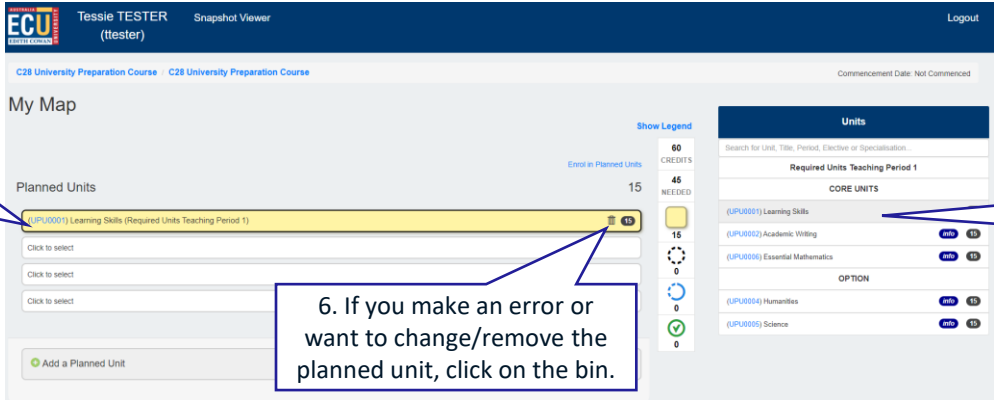 AUSTRALIA
ECU
EDITH COWAN
UNIVERSITY
Tessie TESTER
(ttester)
Snapshot Viewer
Logout
C28 University Preparation Course / C28 University Preparation Course
Commencement Date: Not Commenced
My Map
Show Legend
60
CREDITS
Enrol in Planned Units
45
NEEDED
Planned Units
15
(UPU0001) Learning Skills (Required Units Teaching Period 1)
15
Click to select
Click to select
Click to select
15
0
0
0
Add a Planned Unit
6. If you make an error or
want to change/remove the
planned unit, click on the bin.
Units
Search for Unit, Title, Period, Elective or Specialisation...
Required Units Teaching Period 1
CORE UNITS
(UPU0001) Learning Skills
(UPU0002) Academic Writing info 15
(UPU0006) Essential Mathematics info 15
OPTION
(UPU0004) Humanities info 15
(UPU0005) Science info 15